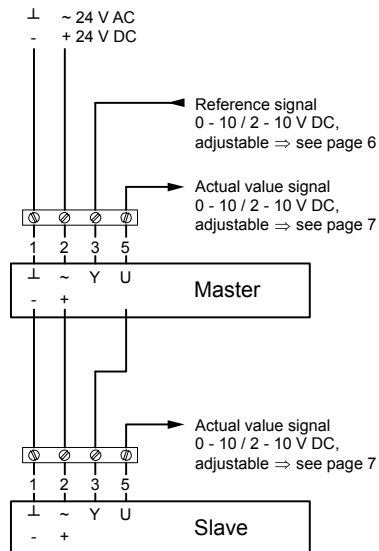 ⊥ ~ 24 V AC
- + 24 V DC
Reference signal
0 - 10 / 2 - 10 V DC,
adjustable ⇒ see page 6
Actual value signal
0 - 10 / 2 - 10 V DC,
adjustable ⇒ see page 7
1 2 3 5
⊥ ~ Y U
- +
Master
Actual value signal
0 - 10 / 2 - 10 V DC,
adjustable ⇒ see page 7
1 2 3 5
⊥ ~ Y U
- +
Slave